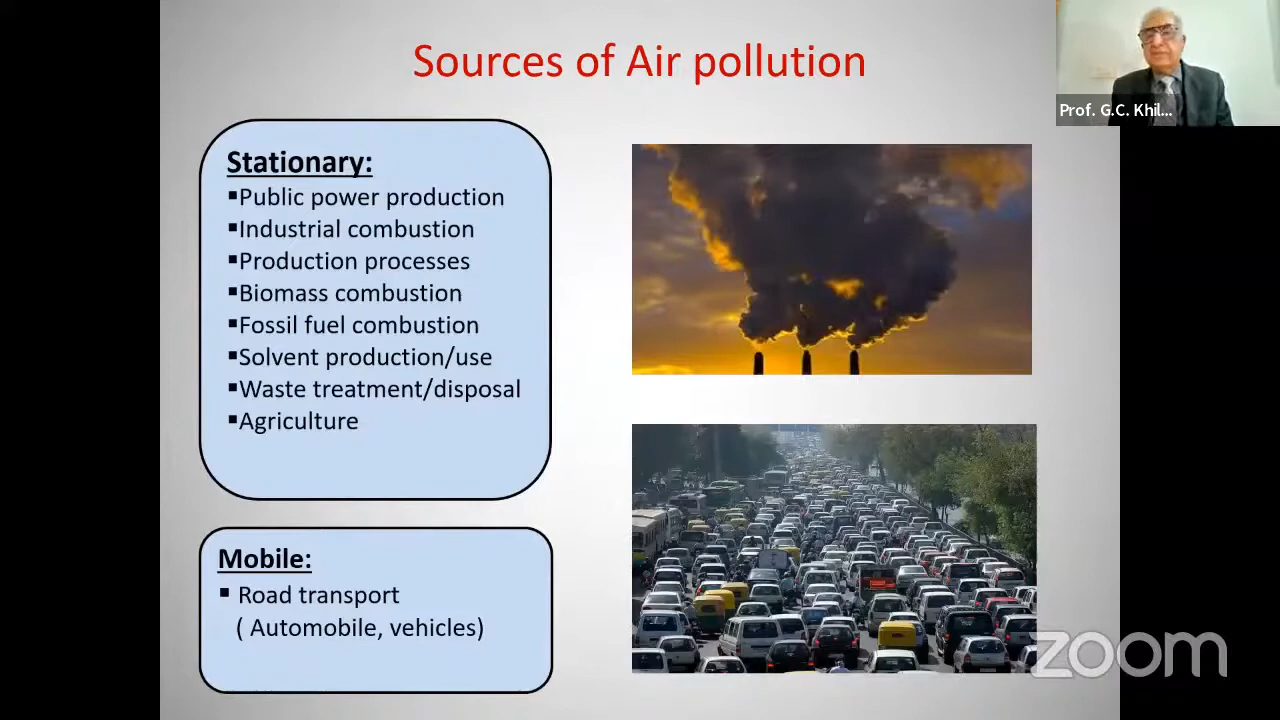 Sources of Air pollution
Prof. G.C. Khil...
Stationary:
▪Public power production
▪Industrial combustion
▪Production processes
▪Biomass combustion
▪Fossil fuel combustion
▪Solvent production/use
▪Waste treatment/disposal
▪Agriculture
Mobile:
▪ Road transport
( Automobile, vehicles)
zoom